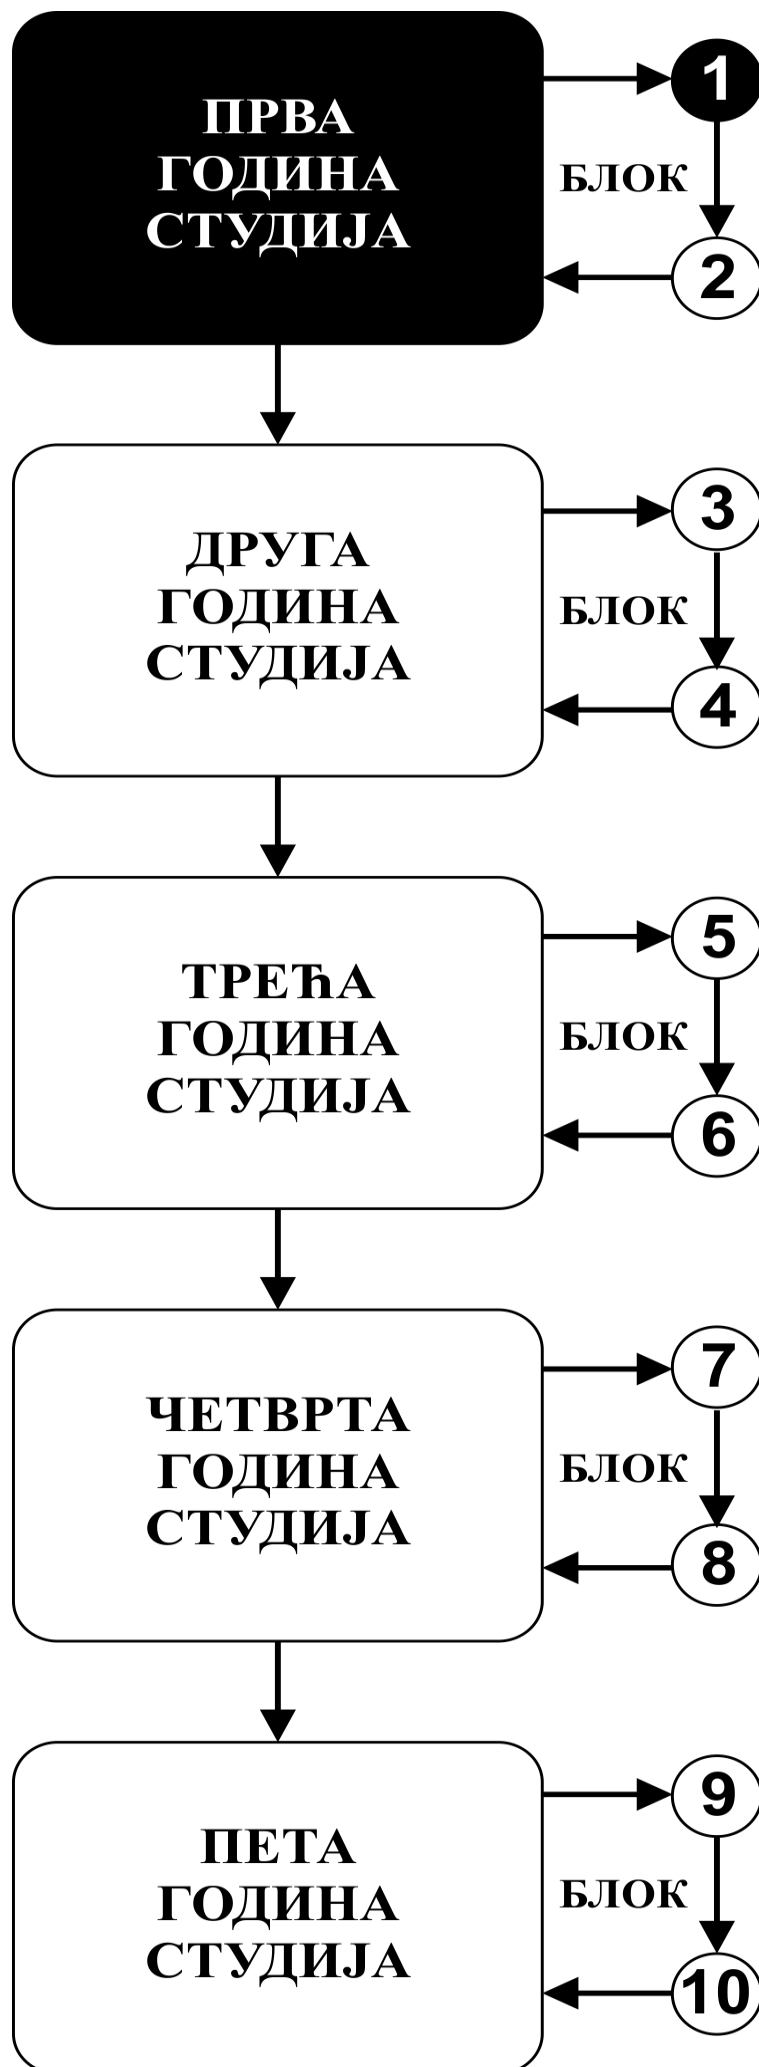 ПРВА
ГОДИНА
СТУДИЈА
1
БЛОК
2
ДРУГА
ГОДИНА
СТУДИЈА
3
БЛОК
4
ТРЕЋА
ГОДИНА
СТУДИЈА
5
БЛОК
6
ЧЕТВРТА
ГОДИНА
СТУДИЈА
7
БЛОК
8
ПЕТА
ГОДИНА
СТУДИЈА
9
БЛОК
10